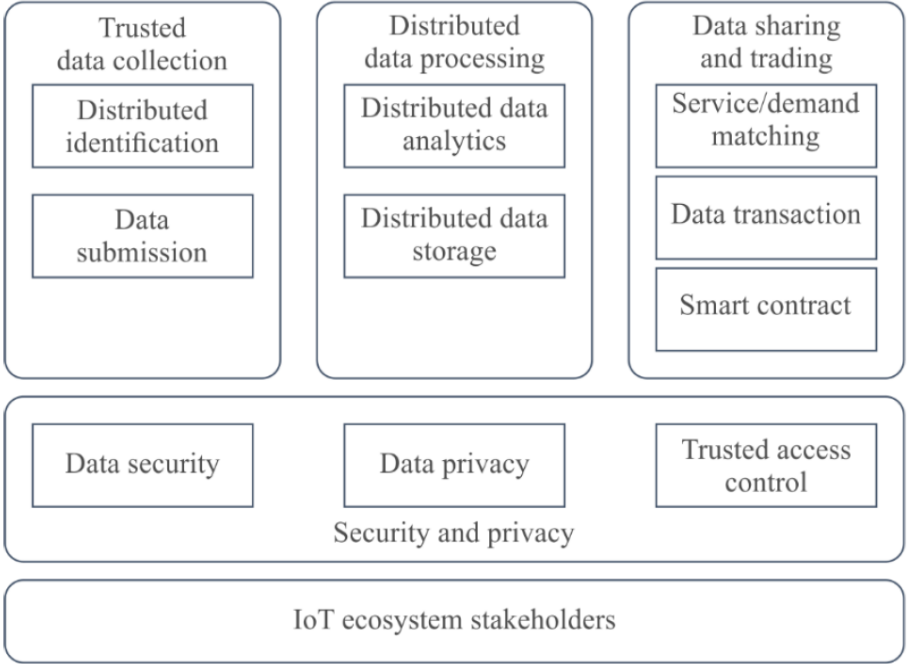 Trusted
data collection
Distributed
identification
Data
submission
Distributed
data processing
Distributed data
analytics
Distributed data
storage
Data sharing
and trading
Service/demand
matching
Data transaction
Smart contract
Data security
Data privacy
Trusted access
control
Security and privacy
IoT ecosystem stakeholders